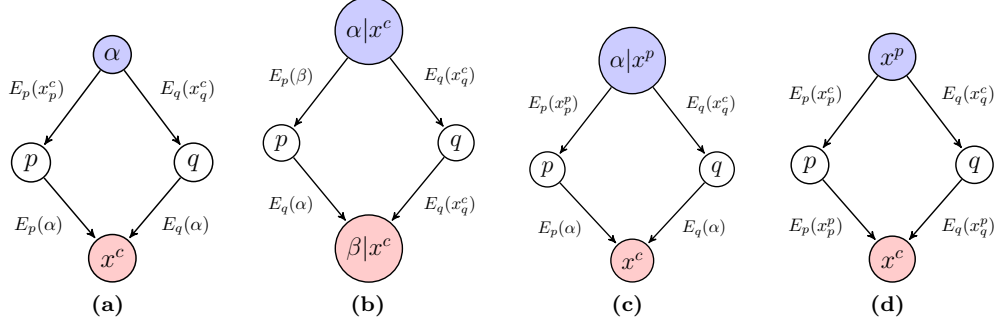 α
E_p(x_p^c)
E_q(x_q^c)
p
q
E_p(α)
E_q(α)
x^c
(a)
α|x^c
E_p(β)
E_q(x_q^c)
p
q
E_q(α)
E_q(x_q^c)
β|x^c
(b)
α|x^p
E_p(x_p^p)
E_q(x_q^c)
p
q
E_p(α)
E_q(α)
x^c
(c)
x^p
E_p(x_p^c)
E_q(x_q^c)
p
q
E_p(x_p^p)
E_q(x_q^p)
x^c
(d)